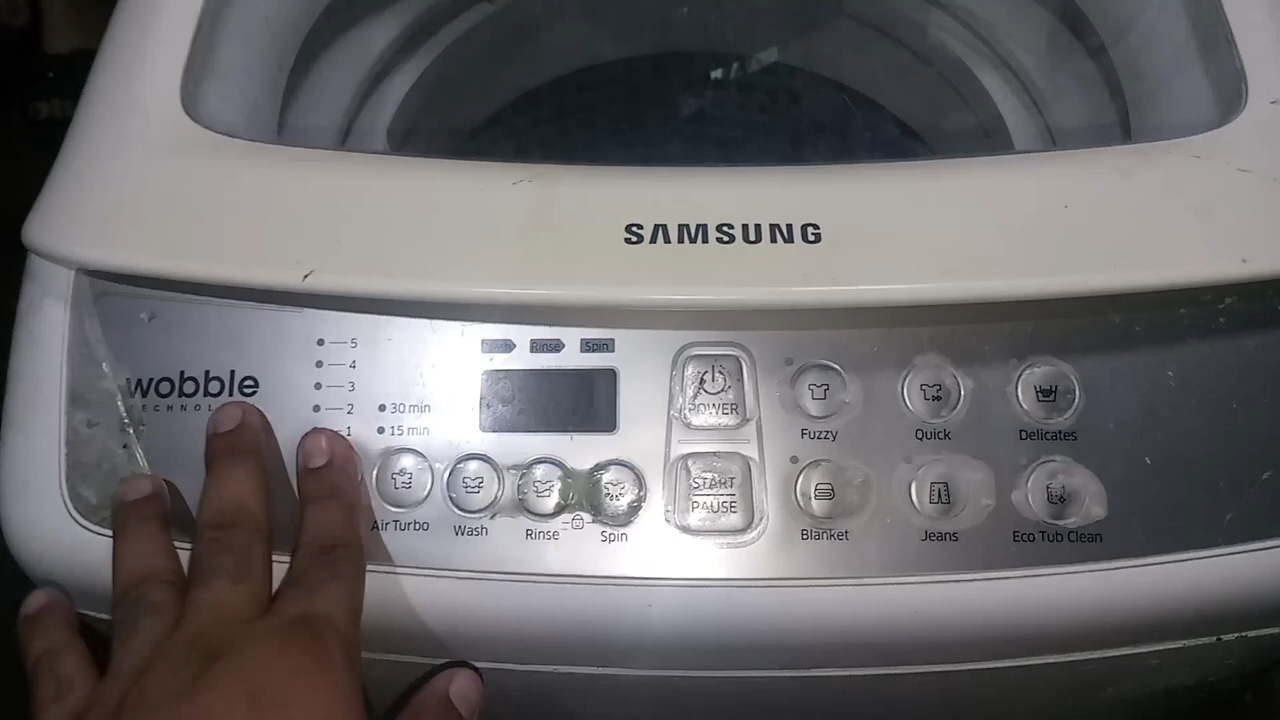 SAMSUNG
wobble
5
4
3
2
1
30 min
15 min
Rinse
Spin
POWER
START
PAUSE
Air Turbo
Wash
Rinse
Spin
Fuzzy
Quick
Delicates
Blanket
Jeans
Eco Tub Clean